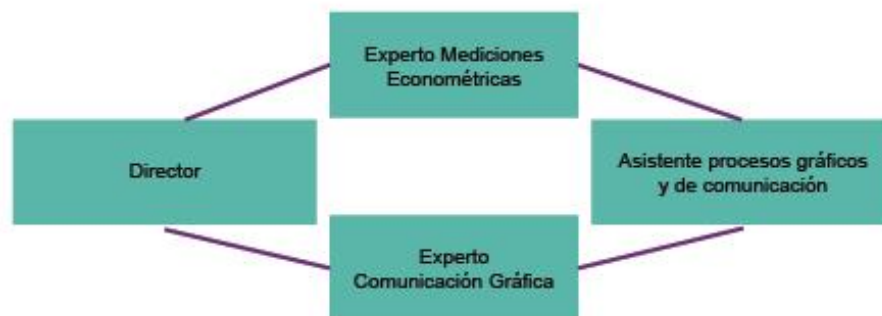 Experto Mediciones
Econométricas
Director
Asistente procesos gráficos
y de comunicación
Experto
Comunicación Gráfica